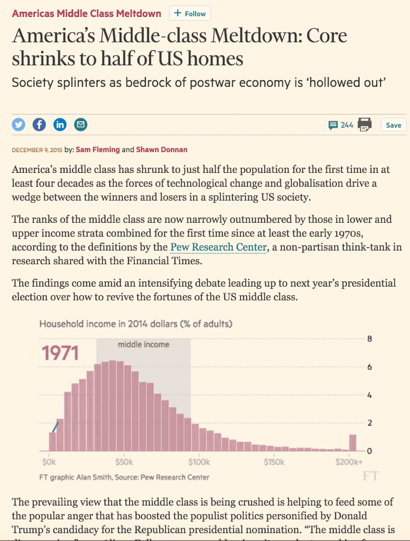 Americas Middle Class Meltdown + Follow
America's Middle-class Meltdown: Core
shrinks to half of US homes
Society splinters as bedrock of postwar economy is 'hollowed out'
244 Save
DECEMBER 9, 2015 by: Sam Fleming and Shawn Donnan
America's middle class has shrunk to just half the population for the first time in at
least four decades as the forces of technological change and globalisation drive a
wedge between the winners and losers in a splintering US society.
The ranks of the middle class are now narrowly outnumbered by those in lower and
upper income strata combined for the first time since at least the early 1970s,
according to the definitions by the Pew Research Center, a non-partisan think-tank in
research shared with the Financial Times.
The findings come amid an intensifying debate leading up to next year's presidential
election over how to revive the fortunes of the US middle class.
Household income in 2014 dollars (% of adults)
1971
middle income
8
6
4
2
0
$0k $50k $100k $150k $200k+
FT graphic Alan Smith, Source: Pew Research Center FT
The prevailing view that the middle class is being crushed is helping to feed some of
the popular anger that has boosted the populist politics personified by Donald
Trump's candidacy for the Republican presidential nomination. "The middle class is